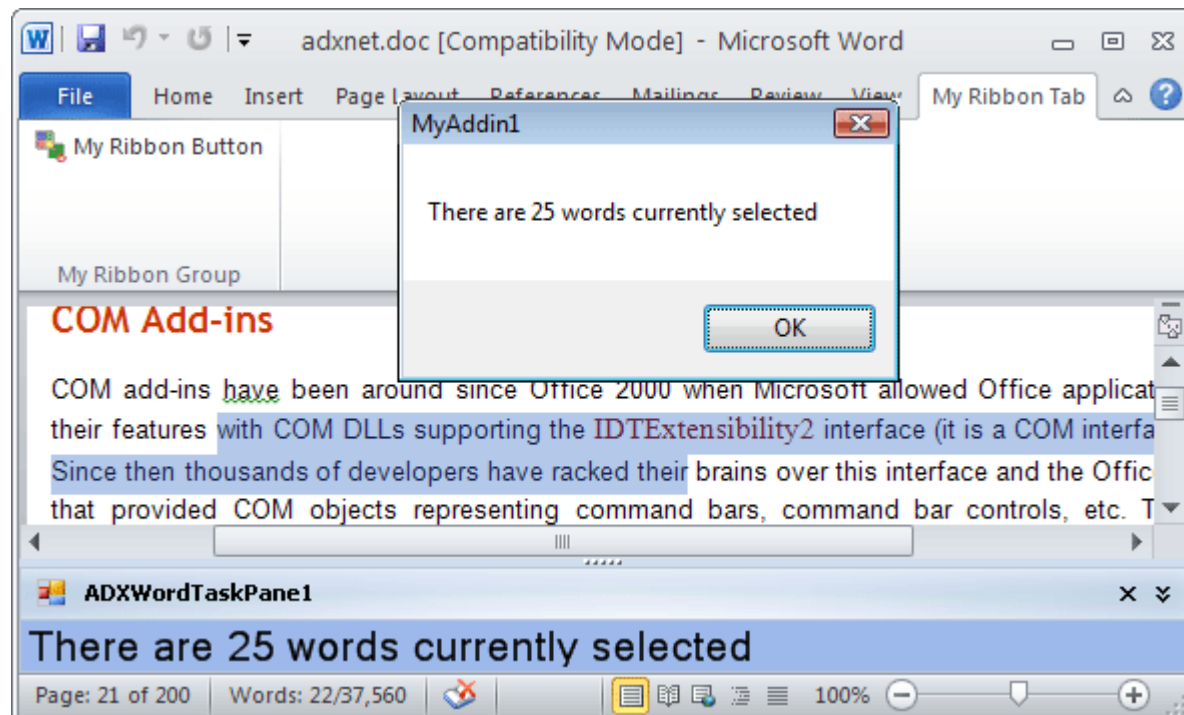 adxnet.doc [Compatibility Mode] - Microsoft Word
File Home Insert Page Layout References Mailings Review View My Ribbon Tab
MyAddin1
My Ribbon Button
There are 25 words currently selected
My Ribbon Group
OK
COM Add-ins
COM add-ins have been around since Office 2000 when Microsoft allowed Office applicat
their features with COM DLLs supporting the IDTExtensibility2 interface (it is a COM interfa
Since then thousands of developers have racked their brains over this interface and the Offic
that provided COM objects representing command bars, command bar controls, etc. T
ADXWordTaskPane1
There are 25 words currently selected
Page: 21 of 200 Words: 22/37,560 100%